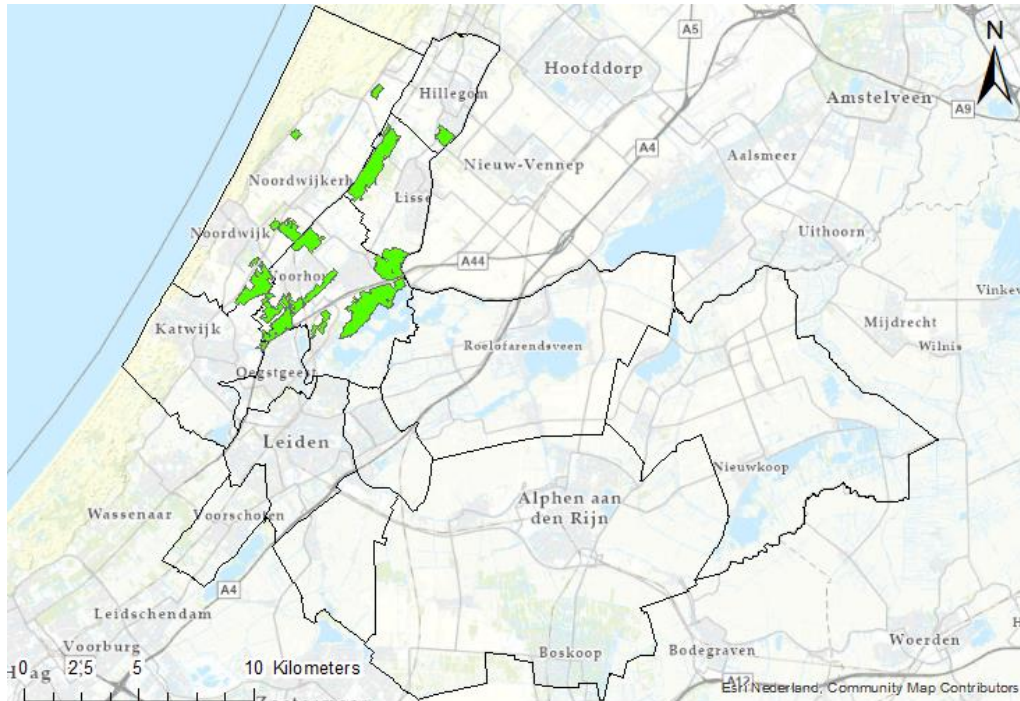 A5
N
Hoofddorp
Hillegom
Amstelveen
A9
A4
Aalsmeer
Nieuw-Vennep
Noordwijkerh
Lisse
Noordwijk
Uithoorn
A44
Voorho
Vinkev
Katwijk
Mijdrecht
Roelofarendsveen
Wilnis
Oegstgeest
Leiden
Nieuwkoop
Alphen aan
den Rijn
Wassenaar
Voorschoten
A4
Leidschendam
Woerden
Voorburg
Boskoop
Bodegraven
Haag
0 2,5 5 10 Kilometers
A12
Esri Nederland, Community Map Contributors